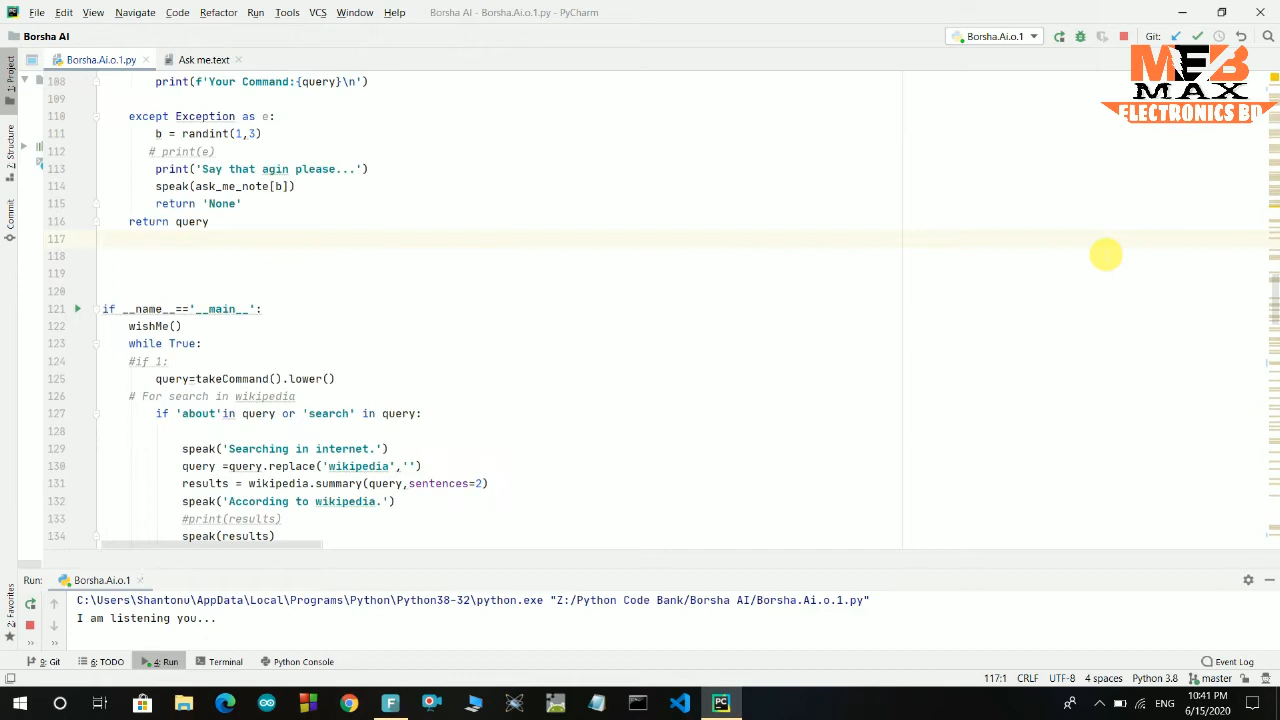 File Edit View Navigate Code Refactor Run Tools VCS Window Help Borsha AI - Borsha.Ai.o.1.py - PyCharm
Borsha AI Borsha.Ai.o.1 Git:
Borsha.Ai.o.1.py Ask me.text
MEB
MAX
ELECTRONICS BD
1: Project
7: Structure
Commit
2: Favorites
108 print(f'Your Command:{query}\n')
109
110 except Exception as e:
111 b = randint(1,3)
112 # print(e)
113 print('Say that agin please...')
114 speak(ask_me_note[b])
115 return 'None'
116 return query
117
118
119
120
121 if __name__=='__main__':
122 wishMe()
123 while True:
124 #if 1:
125 query=takeCommand().lower()
126 # For search in wikipedia
127 if 'about'in query or 'search' in query:
128
129 speak('Searching in internet.')
130 query =query.replace('wikipedia','')
131 results = wikipedia.summary(query,sentences=2)
132 speak('According to wikipedia.')
133 #print(results)
134 speak(results)
Run: Borsha.Ai.o.1
C:\Users\Shantonu\AppData\Local\Programs\Python\Python38-32\python.exe "Z:/Python Code Bank/Borsha AI/Borsha.Ai.o.1.py"
I am listening you...
9: Git 6: TODO 4: Run Terminal Python Console Event Log
117:1 CRLF UTF-8 4 spaces Python 3.8 master
ENG 10:41 PM
6/15/2020